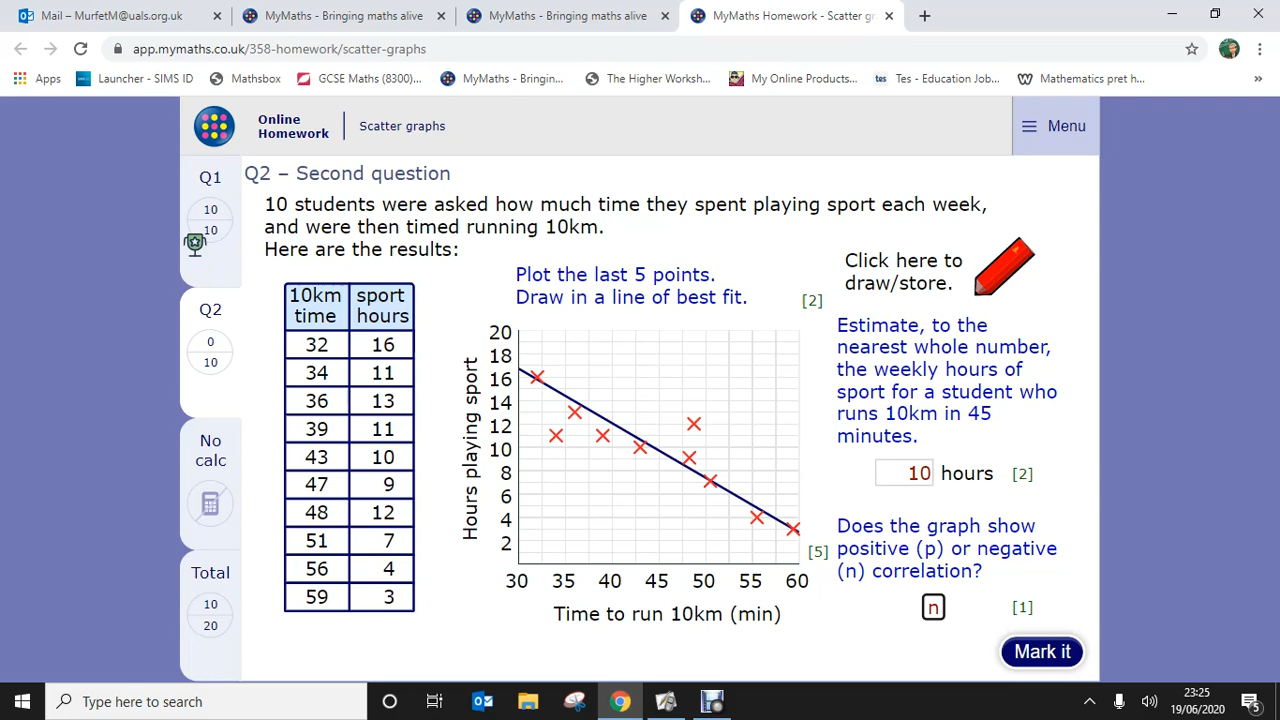 Mail – MurfetM@uals.org.uk
MyMaths - Bringing maths alive
MyMaths - Bringing maths alive
MyMaths Homework - Scatter gr
app.mymaths.co.uk/358-homework/scatter-graphs
Apps
Launcher - SIMS ID
Mathsbox
GCSE Maths (8300)...
MyMaths - Bringin...
The Higher Worksh...
My Online Products...
tes
Tes - Education Job...
Mathematics pret h...
»
Online
Homework
Scatter graphs
Menu
Q1
10
10
Q2
0
10
No
calc
Total
10
20
Q2 – Second question
10 students were asked how much time they spent playing sport each week,
and were then timed running 10km.
Here are the results:
10km time sport hours
32 16
34 11
36 13
39 11
43 10
47 9
48 12
51 7
56 4
59 3
Plot the last 5 points.
Draw in a line of best fit.
[2]
Hours playing sport
20
18
16
14
12
10
8
6
4
2
30 35 40 45 50 55 60
Time to run 10km (min)
[5]
Click here to
draw/store.
Estimate, to the
nearest whole number,
the weekly hours of
sport for a student who
runs 10km in 45
minutes.
10 hours [2]
Does the graph show
positive (p) or negative
(n) correlation?
n [1]
Mark it
Type here to search
23:25
19/06/2020
5